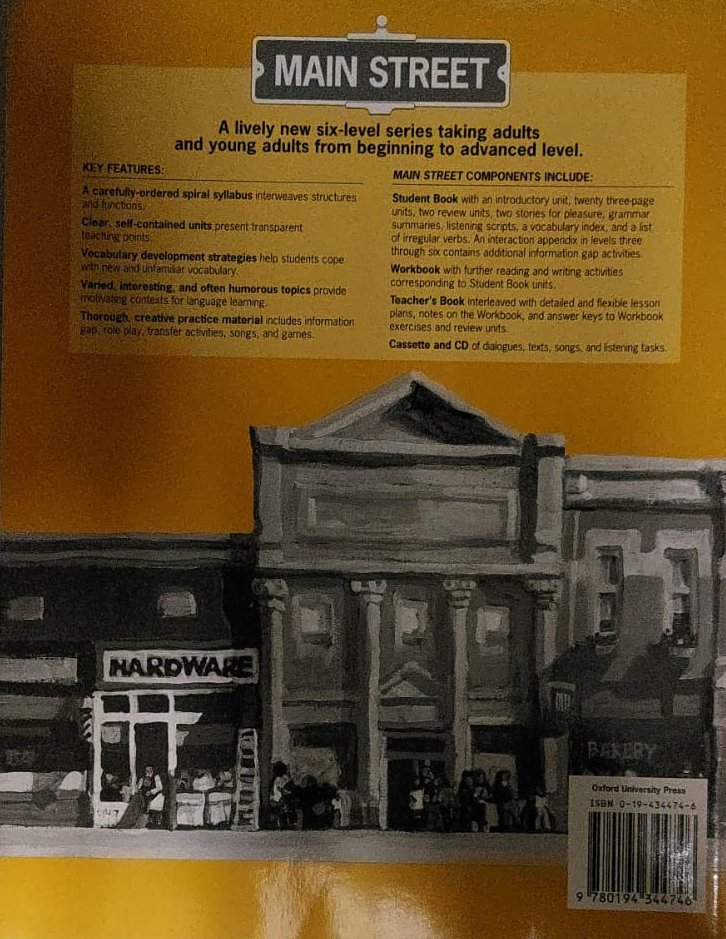 MAIN STREET
A lively new six-level series taking adults
and young adults from beginning to advanced level.
KEY FEATURES:
A carefully-ordered spiral syllabus interweaves structures
and functions.
Clear, self-contained units present transparent
teaching points.
Vocabulary development strategies help students cope
with new and unfamiliar vocabulary.
Varied, interesting, and often humorous topics provide
motivating contexts for language learning.
Thorough, creative practice material includes information
gap, role play, transfer activities, songs, and games.
MAIN STREET COMPONENTS INCLUDE:
Student Book with an introductory unit, twenty three-page
units, two review units, two stories for pleasure, grammar
summaries, listening scripts, a vocabulary index, and a list
of irregular verbs. An interaction appendix in levels three
through six contains additional information gap activities.
Workbook with further reading and writing activities
corresponding to Student Book units.
Teacher's Book interleaved with detailed and flexible lesson
plans, notes on the Workbook, and answer keys to Workbook
exercises and review units.
Cassette and CD of dialogues, texts, songs, and listening tasks.
HARDWARE
BAKERY
Oxford University Press
ISBN 0-19-434474-6
9 780194 344746